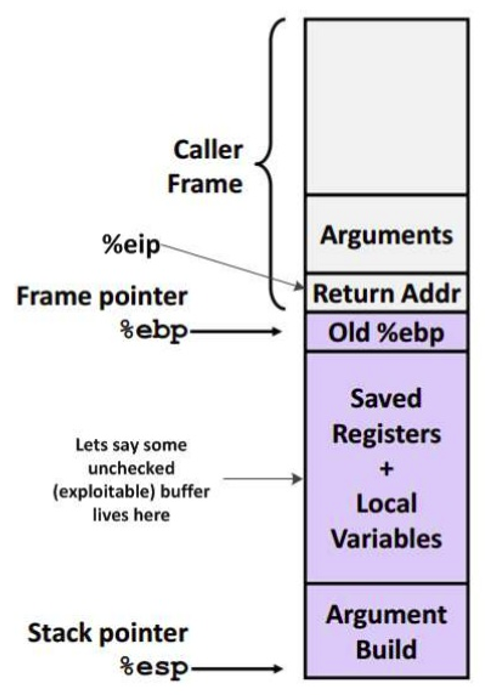 Caller
Frame
Arguments
%eip
Return Addr
Frame pointer
%ebp
Old %ebp
Saved
Registers
+
Local
Variables
Lets say some
unchecked
(exploitable) buffer
lives here
Argument
Build
Stack pointer
%esp